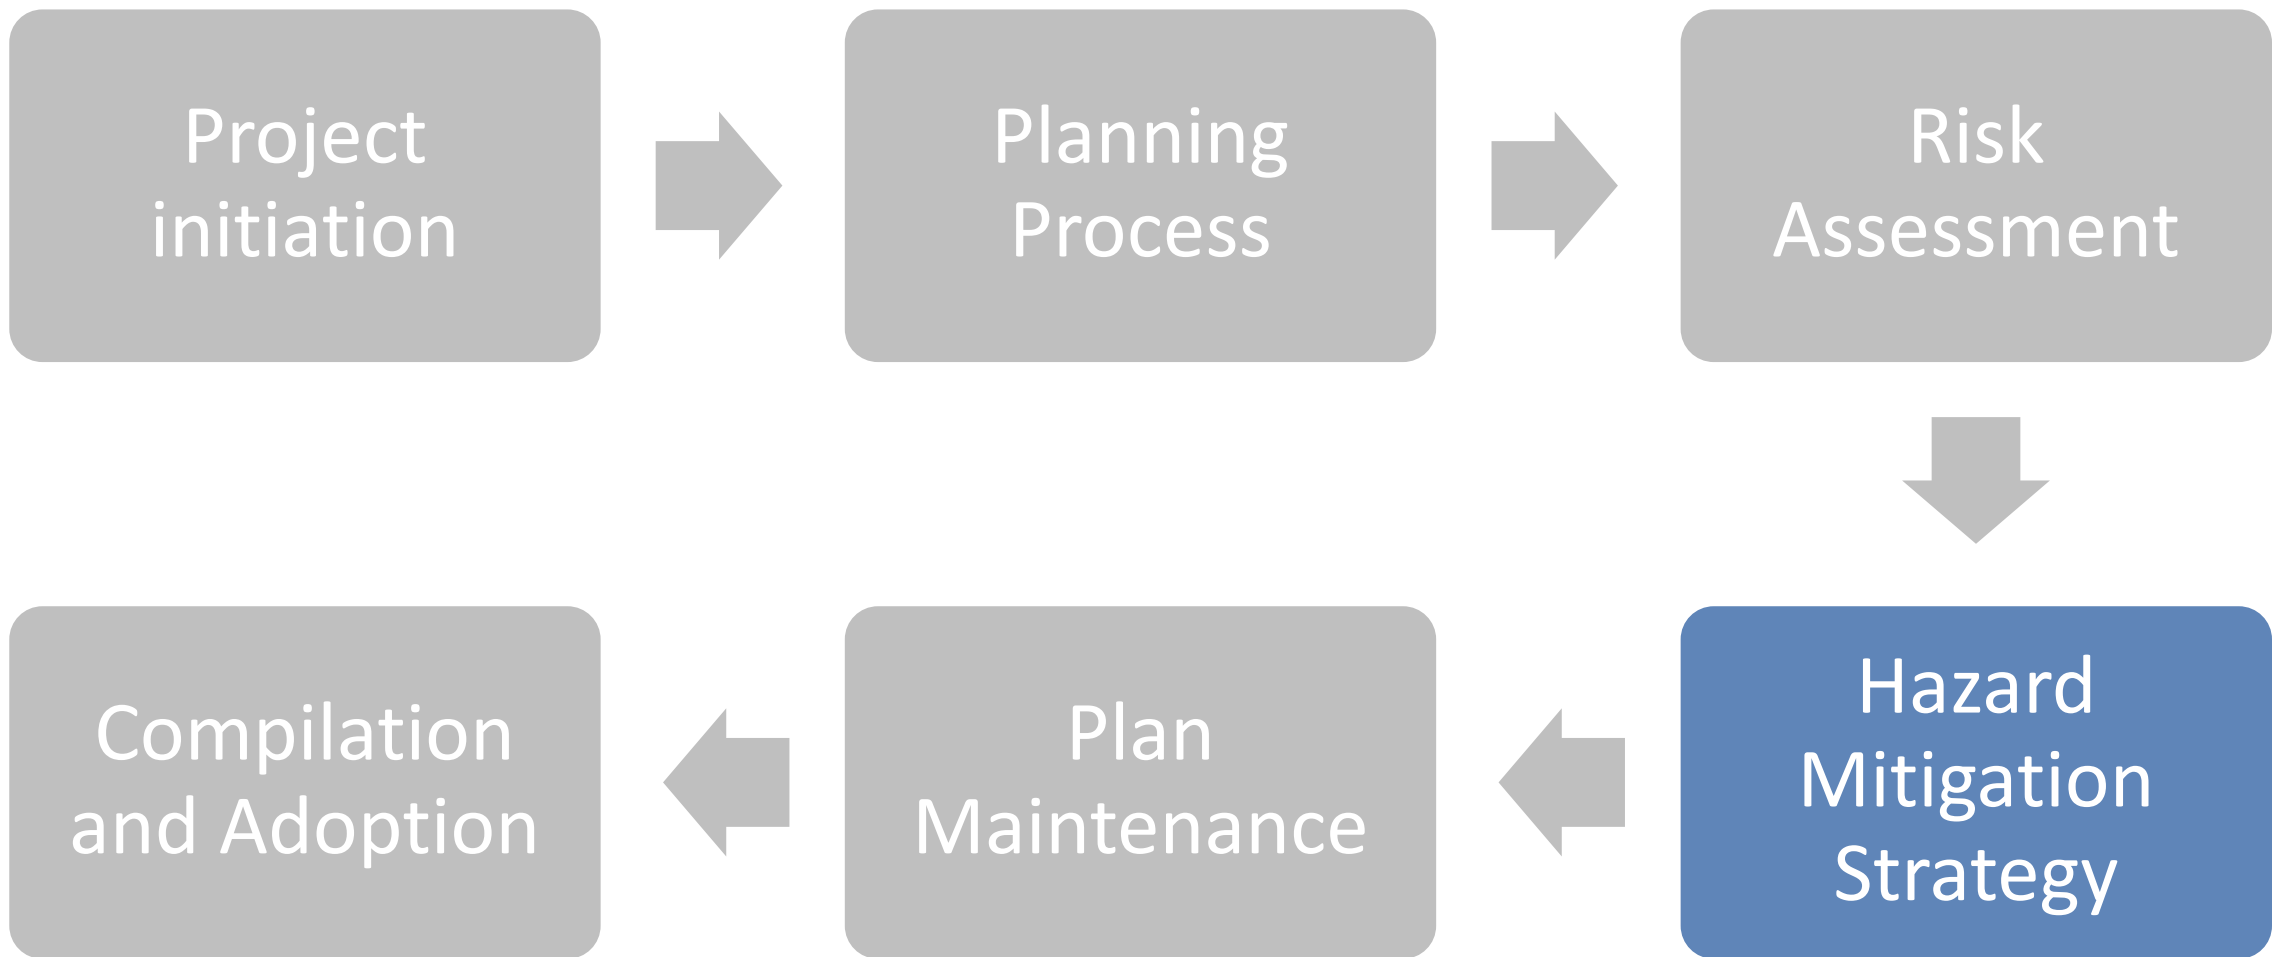 Project
initiation
Planning
Process
Risk
Assessment
Hazard
Mitigation
Strategy
Plan
Maintenance
Compilation
and Adoption